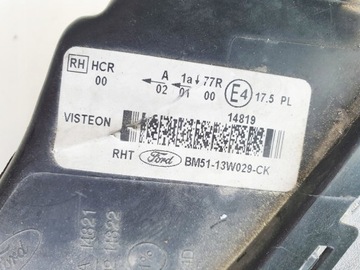 RH HCR A 1a 77R E4 17.5 PL
00 02 01 00
14819
VISTEON
RHT Ford BM51-13W029-CK
Ford